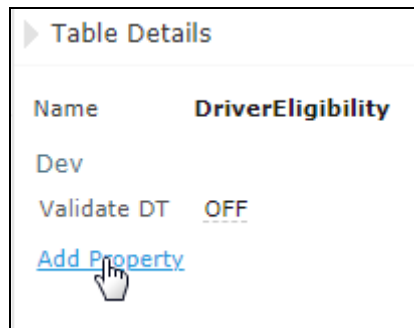 Table Details
Name DriverEligibility
Dev
Validate DT OFF
Add Property